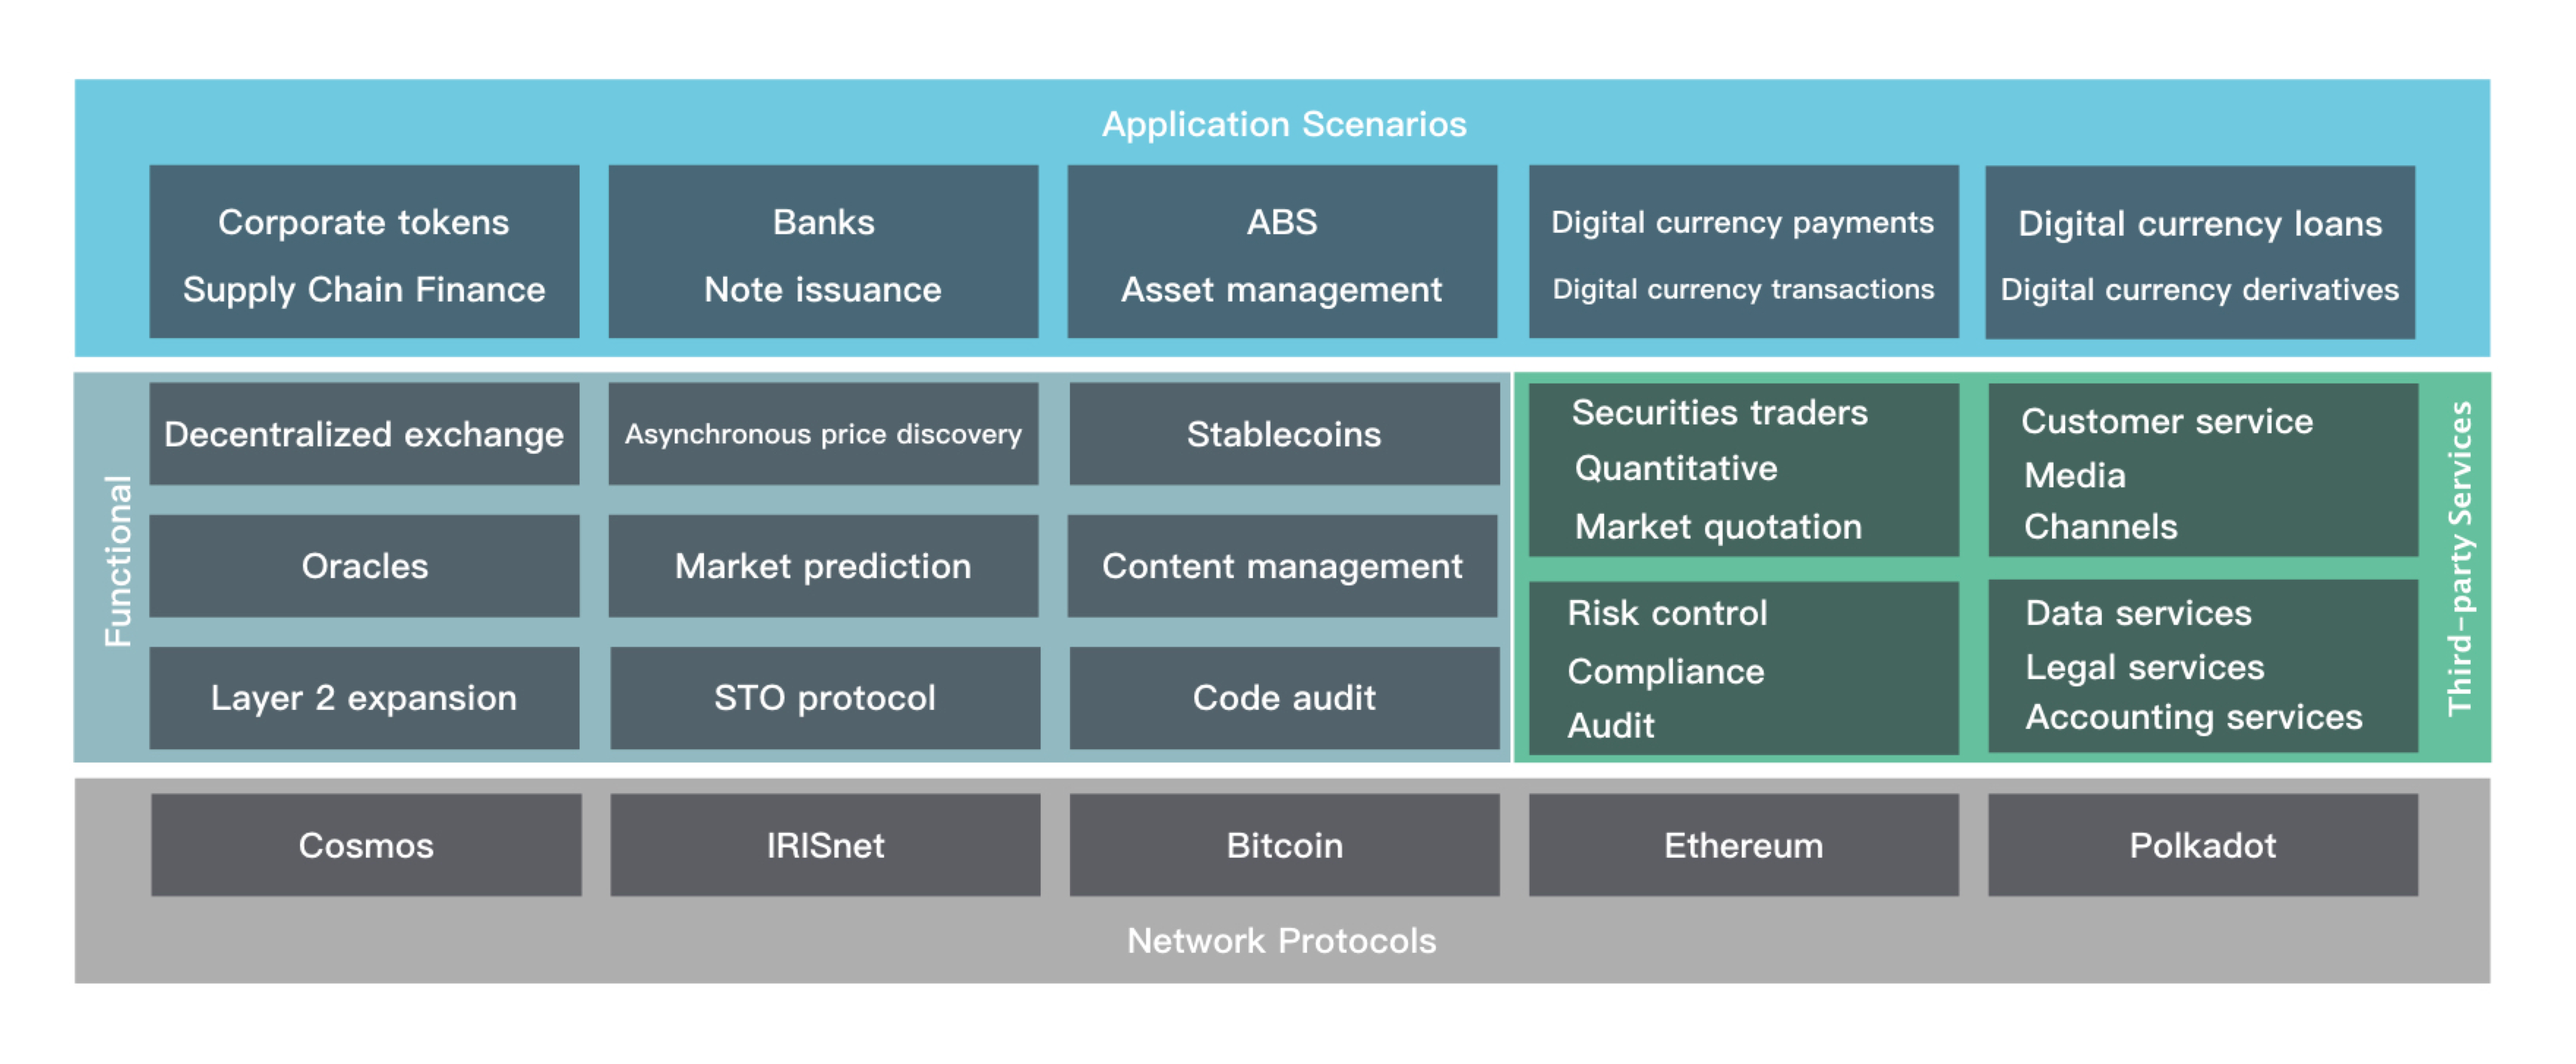 Application Scenarios
Corporate tokens
Supply Chain Finance
Banks
Note issuance
ABS
Asset management
Digital currency payments
Digital currency transactions
Digital currency loans
Digital currency derivatives
Functional
Decentralized exchange
Asynchronous price discovery
Stablecoins
Oracles
Market prediction
Content management
Layer 2 expansion
STO protocol
Code audit
Securities traders
Quantitative
Market quotation
Customer service
Media
Channels
Risk control
Compliance
Audit
Data services
Legal services
Accounting services
Third-party Services
Cosmos
IRISnet
Bitcoin
Ethereum
Polkadot
Network Protocols